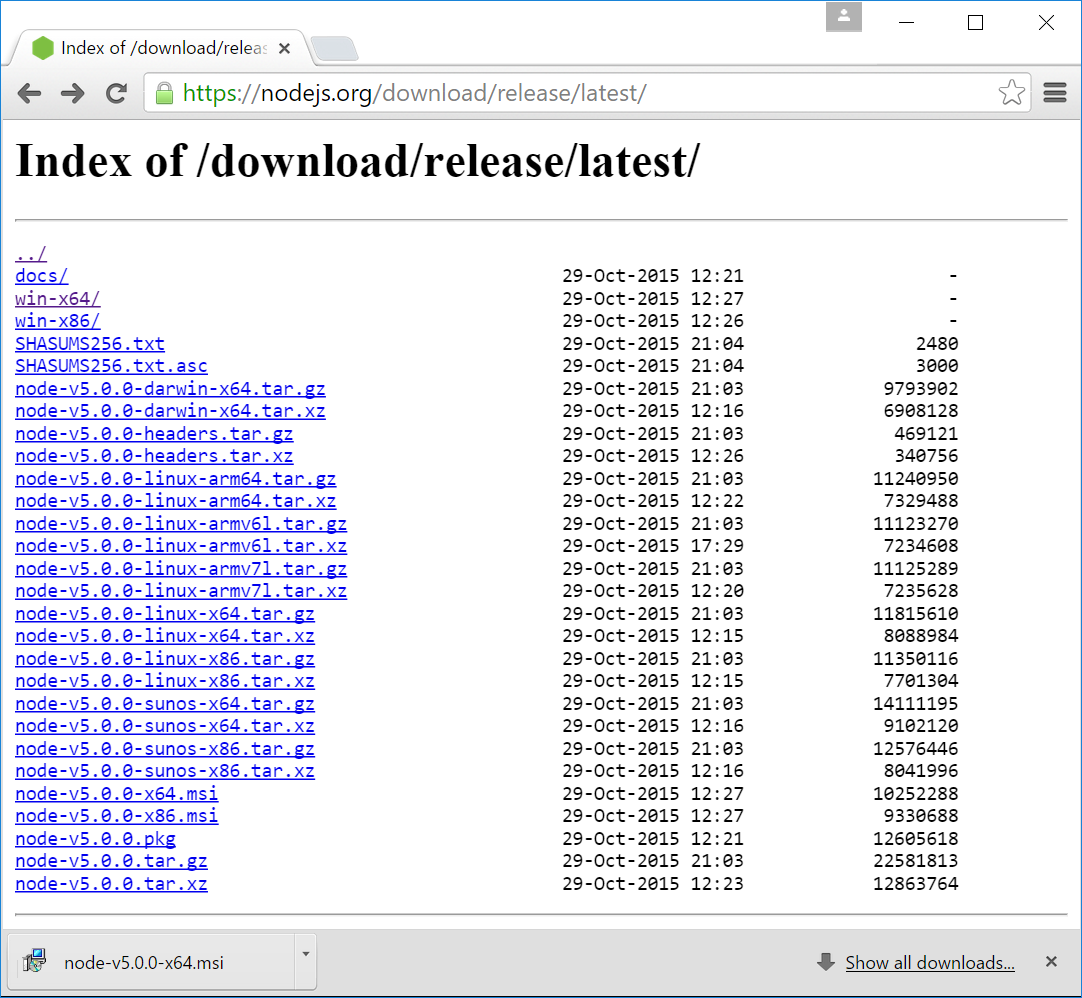 Index of /download/relea
https://nodejs.org/download/release/latest/
Index of /download/release/latest/
../
docs/ 29-Oct-2015 12:21 -
win-x64/ 29-Oct-2015 12:27 -
win-x86/ 29-Oct-2015 12:26 -
SHASUMS256.txt 29-Oct-2015 21:04 2480
SHASUMS256.txt.asc 29-Oct-2015 21:04 3000
node-v5.0.0-darwin-x64.tar.gz 29-Oct-2015 21:03 9793902
node-v5.0.0-darwin-x64.tar.xz 29-Oct-2015 12:16 6908128
node-v5.0.0-headers.tar.gz 29-Oct-2015 21:03 469121
node-v5.0.0-headers.tar.xz 29-Oct-2015 12:26 340756
node-v5.0.0-linux-arm64.tar.gz 29-Oct-2015 21:03 11240950
node-v5.0.0-linux-arm64.tar.xz 29-Oct-2015 12:22 7329488
node-v5.0.0-linux-armv6l.tar.gz 29-Oct-2015 21:03 11123270
node-v5.0.0-linux-armv6l.tar.xz 29-Oct-2015 17:29 7234608
node-v5.0.0-linux-armv7l.tar.gz 29-Oct-2015 21:03 11125289
node-v5.0.0-linux-armv7l.tar.xz 29-Oct-2015 12:20 7235628
node-v5.0.0-linux-x64.tar.gz 29-Oct-2015 21:03 11815610
node-v5.0.0-linux-x64.tar.xz 29-Oct-2015 12:15 8088984
node-v5.0.0-linux-x86.tar.gz 29-Oct-2015 21:03 11350116
node-v5.0.0-linux-x86.tar.xz 29-Oct-2015 12:15 7701304
node-v5.0.0-sunos-x64.tar.gz 29-Oct-2015 21:03 14111195
node-v5.0.0-sunos-x64.tar.xz 29-Oct-2015 12:16 9102120
node-v5.0.0-sunos-x86.tar.gz 29-Oct-2015 21:03 12576446
node-v5.0.0-sunos-x86.tar.xz 29-Oct-2015 12:16 8041996
node-v5.0.0-x64.msi 29-Oct-2015 12:27 10252288
node-v5.0.0-x86.msi 29-Oct-2015 12:27 9330688
node-v5.0.0.pkg 29-Oct-2015 12:21 12605618
node-v5.0.0.tar.gz 29-Oct-2015 21:03 22581813
node-v5.0.0.tar.xz 29-Oct-2015 12:23 12863764
node-v5.0.0-x64.msi Show all downloads...